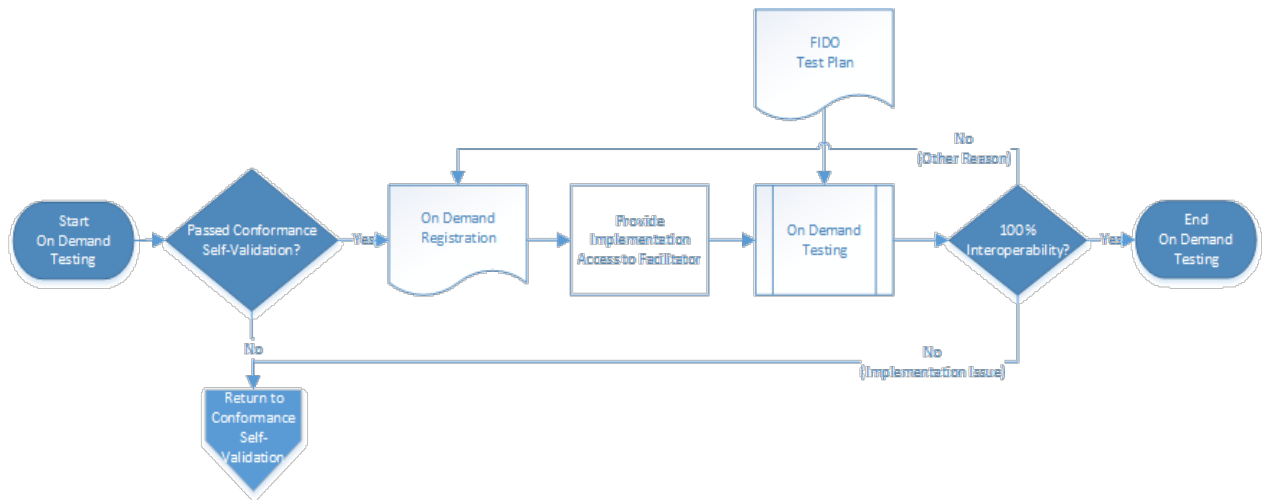 FIDO
Test Plan
No
(Other Reason)
Start
On Demand
Testing
Passed Conformance
Self-Validation?
Yes
On Demand
Registration
Provide
Implementation
Access to Facilitator
On Demand
Testing
100%
Interoperability?
Yes
End
On Demand
Testing
No
No
(Implementation Issue)
Return to
Conformance
Self-
Validation